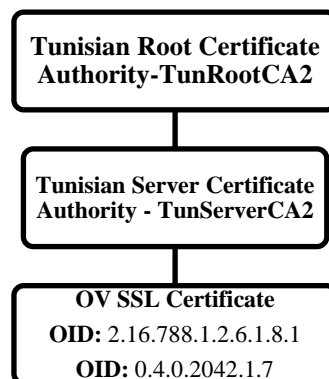 Tunisian Root Certificate
Authority-TunRootCA2
Tunisian Server Certificate
Authority - TunServerCA2
OV SSL Certificate
OID: 2.16.788.1.2.6.1.8.1
OID: 0.4.0.2042.1.7